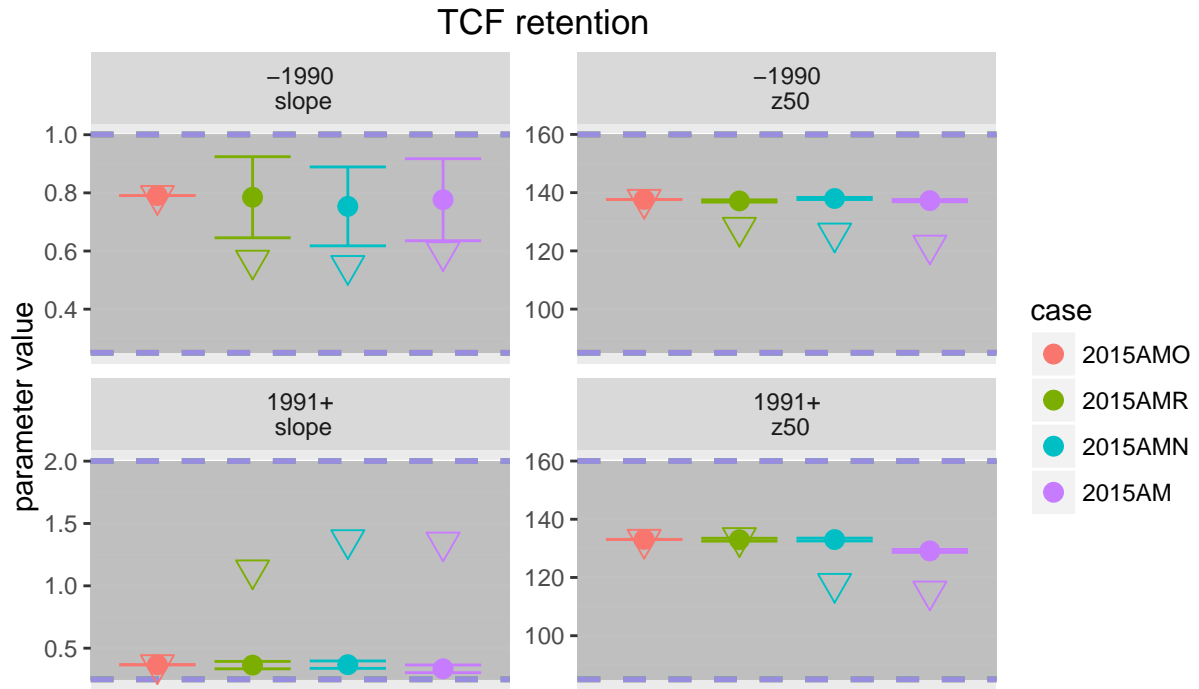 TCF retention
−1990
slope
−1990
z50
1.0
0.8
0.6
0.4
160
140
120
100
parameter value
1991+
slope
1991+
z50
2.0
1.5
1.0
0.5
160
140
120
100
case
2015AMO
2015AMR
2015AMN
2015AM